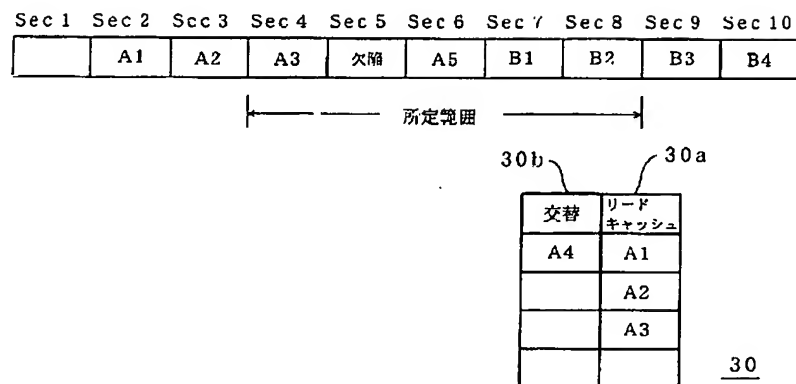 Sec 1 Sec 2 Sec 3 Sec 4 Sec 5 Sec 6 Sec 7 Sec 8 Sec 9 Sec 10
A1 A2 A3 欠陥 A5 B1 B2 B3 B4
所定範囲
30b 30a
交替 リード
キャッシュ
A4 A1
A2
A3
30